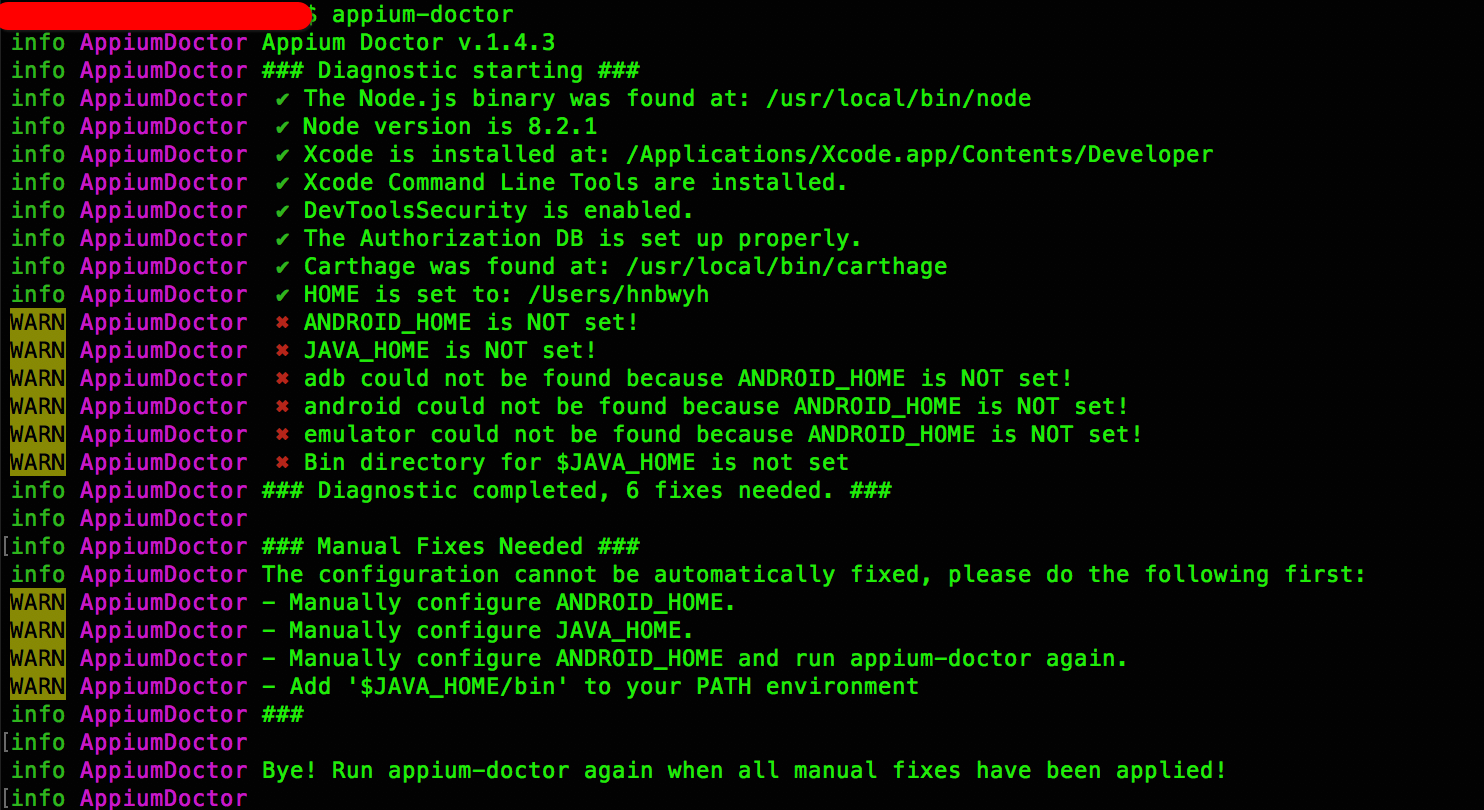 $ appium-doctor
info AppiumDoctor Appium Doctor v.1.4.3
info AppiumDoctor ### Diagnostic starting ###
info AppiumDoctor ✔ The Node.js binary was found at: /usr/local/bin/node
info AppiumDoctor ✔ Node version is 8.2.1
info AppiumDoctor ✔ Xcode is installed at: /Applications/Xcode.app/Contents/Developer
info AppiumDoctor ✔ Xcode Command Line Tools are installed.
info AppiumDoctor ✔ DevToolsSecurity is enabled.
info AppiumDoctor ✔ The Authorization DB is set up properly.
info AppiumDoctor ✔ Carthage was found at: /usr/local/bin/carthage
info AppiumDoctor ✔ HOME is set to: /Users/hnbwyh
WARN AppiumDoctor ✖ ANDROID_HOME is NOT set!
WARN AppiumDoctor ✖ JAVA_HOME is NOT set!
WARN AppiumDoctor ✖ adb could not be found because ANDROID_HOME is NOT set!
WARN AppiumDoctor ✖ android could not be found because ANDROID_HOME is NOT set!
WARN AppiumDoctor ✖ emulator could not be found because ANDROID_HOME is NOT set!
WARN AppiumDoctor ✖ Bin directory for $JAVA_HOME is not set
info AppiumDoctor ### Diagnostic completed, 6 fixes needed. ###
info AppiumDoctor
[info AppiumDoctor ### Manual Fixes Needed ###
info AppiumDoctor The configuration cannot be automatically fixed, please do the following first:
WARN AppiumDoctor - Manually configure ANDROID_HOME.
WARN AppiumDoctor - Manually configure JAVA_HOME.
WARN AppiumDoctor - Manually configure ANDROID_HOME and run appium-doctor again.
WARN AppiumDoctor - Add '$JAVA_HOME/bin' to your PATH environment
info AppiumDoctor ###
[info AppiumDoctor
info AppiumDoctor Bye! Run appium-doctor again when all manual fixes have been applied!
[info AppiumDoctor